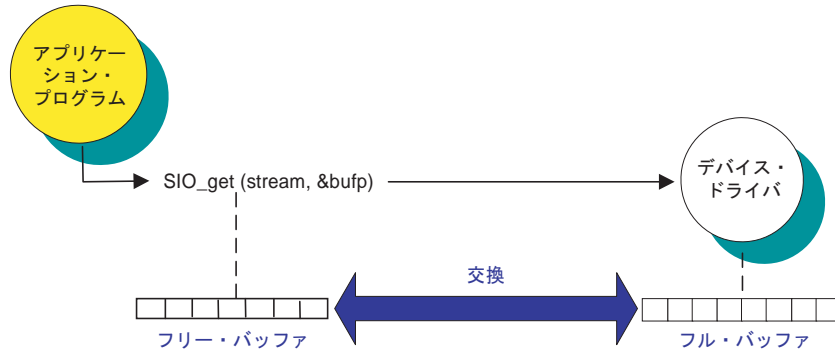 アプリケー
ション・
プログラム
SIO_get (stream, &bufp)
デバイス・
ドライバ
交換
フリー・バッファ
フル・バッファ